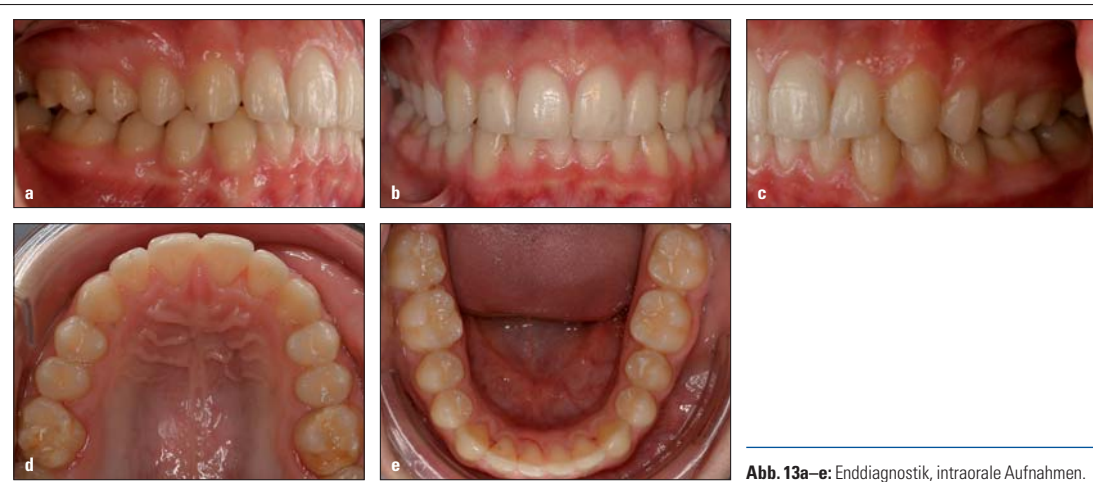 a
b
c
d
e
Abb. 13a–e: Enddiagnostik, intraorale Aufnahmen.